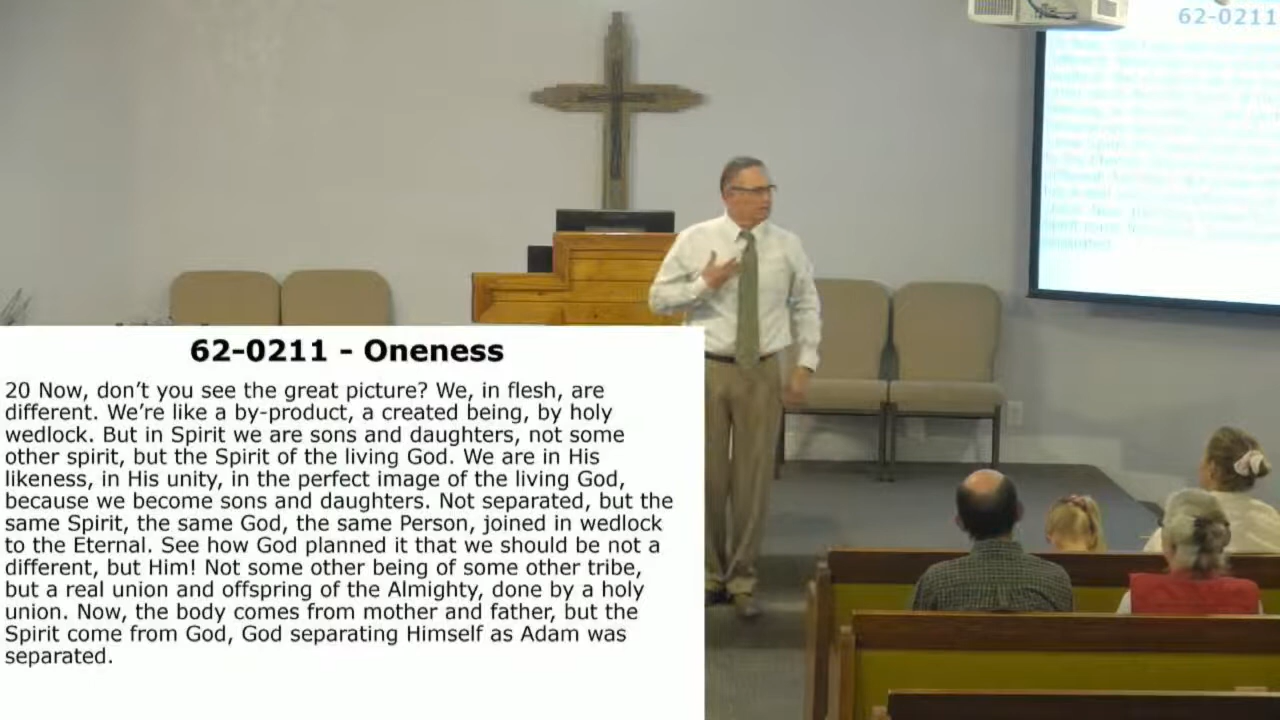 62-0211
62-0211 - Oneness
20 Now, don’t you see the great picture? We, in flesh, are
different. We’re like a by-product, a created being, by holy
wedlock. But in Spirit we are sons and daughters, not some
other spirit, but the Spirit of the living God. We are in His
likeness, in His unity, in the perfect image of the living God,
because we become sons and daughters. Not separated, but the
same Spirit, the same God, the same Person, joined in wedlock
to the Eternal. See how God planned it that we should be not a
different, but Him! Not some other being of some other tribe,
but a real union and offspring of the Almighty, done by a holy
union. Now, the body comes from mother and father, but the
Spirit come from God, God separating Himself as Adam was
separated.